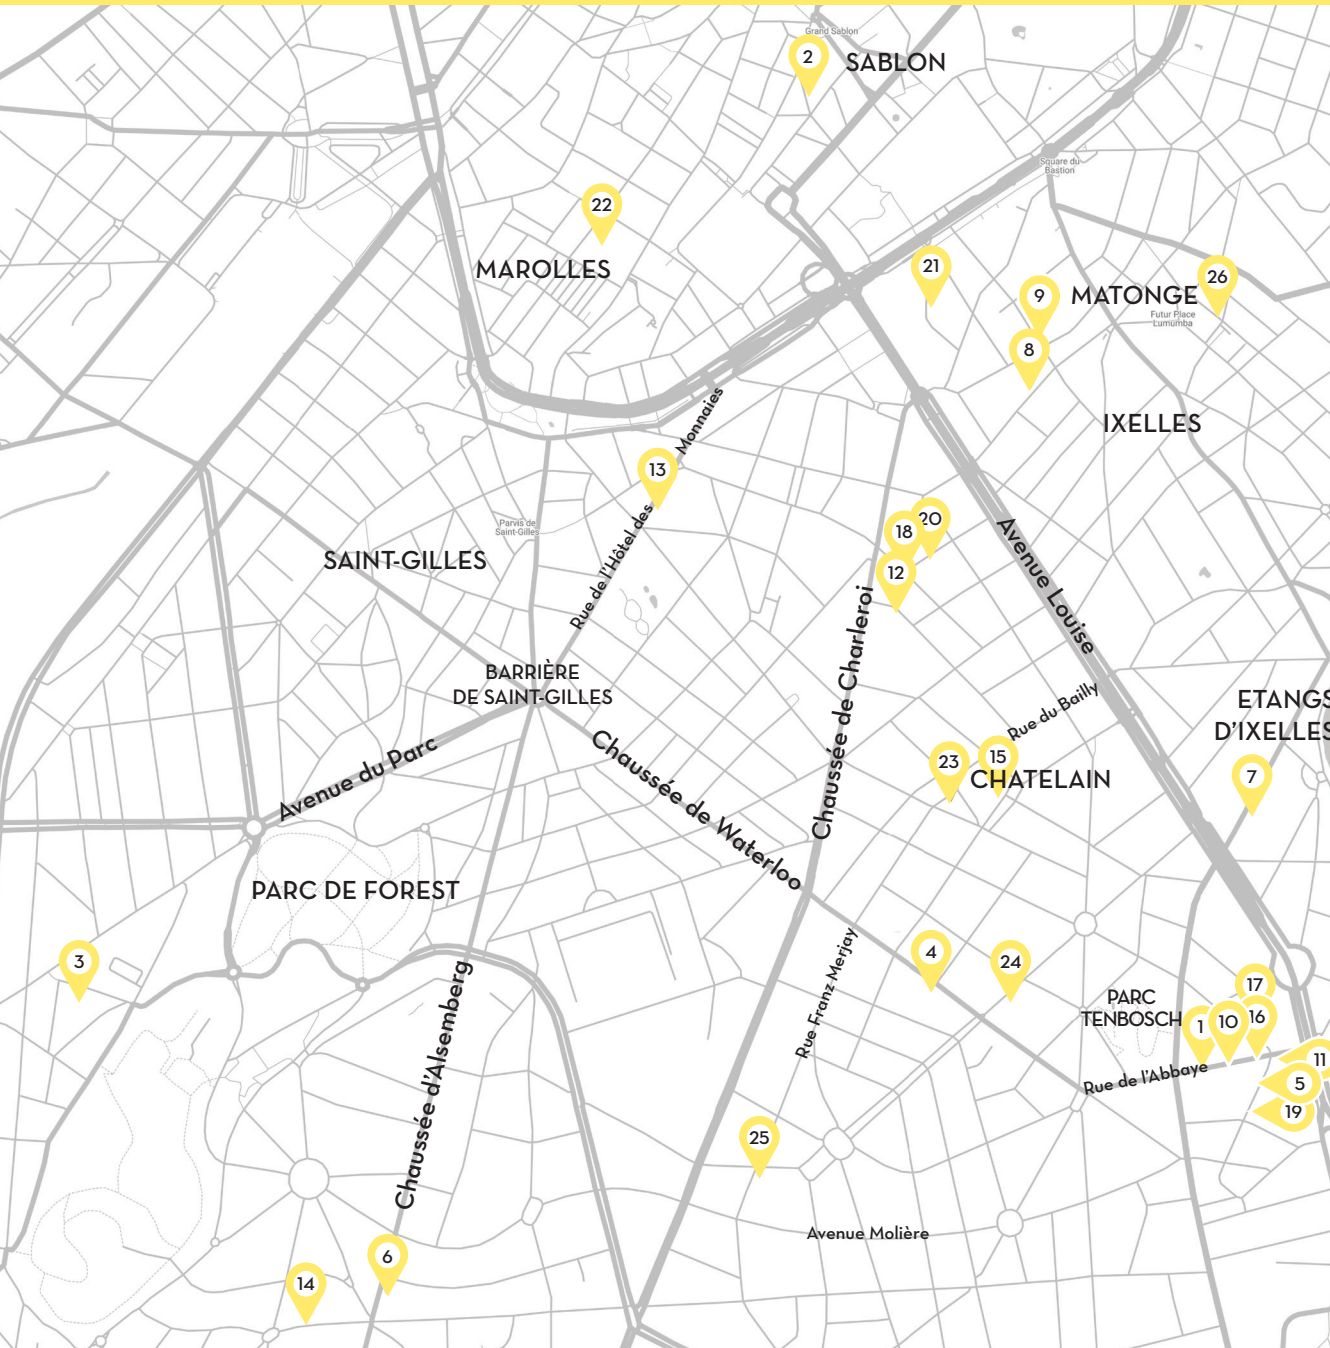 Grand Sablon
2
SABLON
Square du
Bastion
22
MAROLLES
21
26
9
MATONGE
Futur Place
Lumumba
8
IXELLES
Rue de l'Hôtel des Monnaies
13
Parvis de
Saint-Gilles
20
18
12
SAINT-GILLES
Avenue Louise
BARRIÈRE
DE SAINT-GILLES
Chaussée de Charleroi
Rue du Bailly
ETANGS
D'IXELLES
Avenue du Parc
Chaussée de Waterloo
23
15
CHATELAIN
7
PARC DE FOREST
3
Chaussée d'Alsemberg
Rue Franz Merjay
4
24
PARC
TENBOSCH
17
16
1
10
11
Rue de l'Abbaye
5
19
25
Avenue Molière
6
14